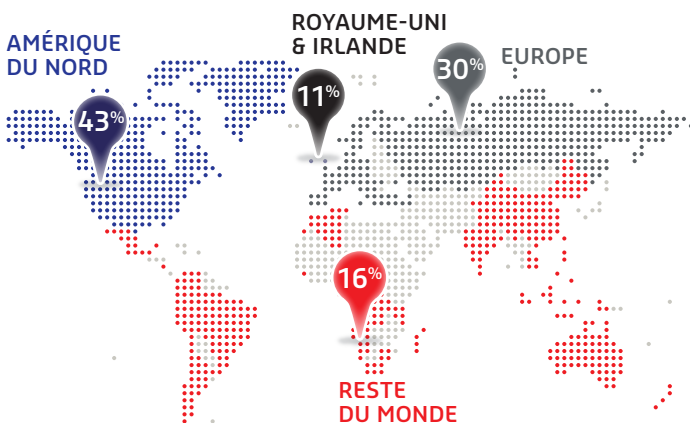 AMÉRIQUE
DU NORD
43%
ROYAUME-UNI
& IRLANDE
11%
30%
EUROPE
16%
RESTE
DU MONDE